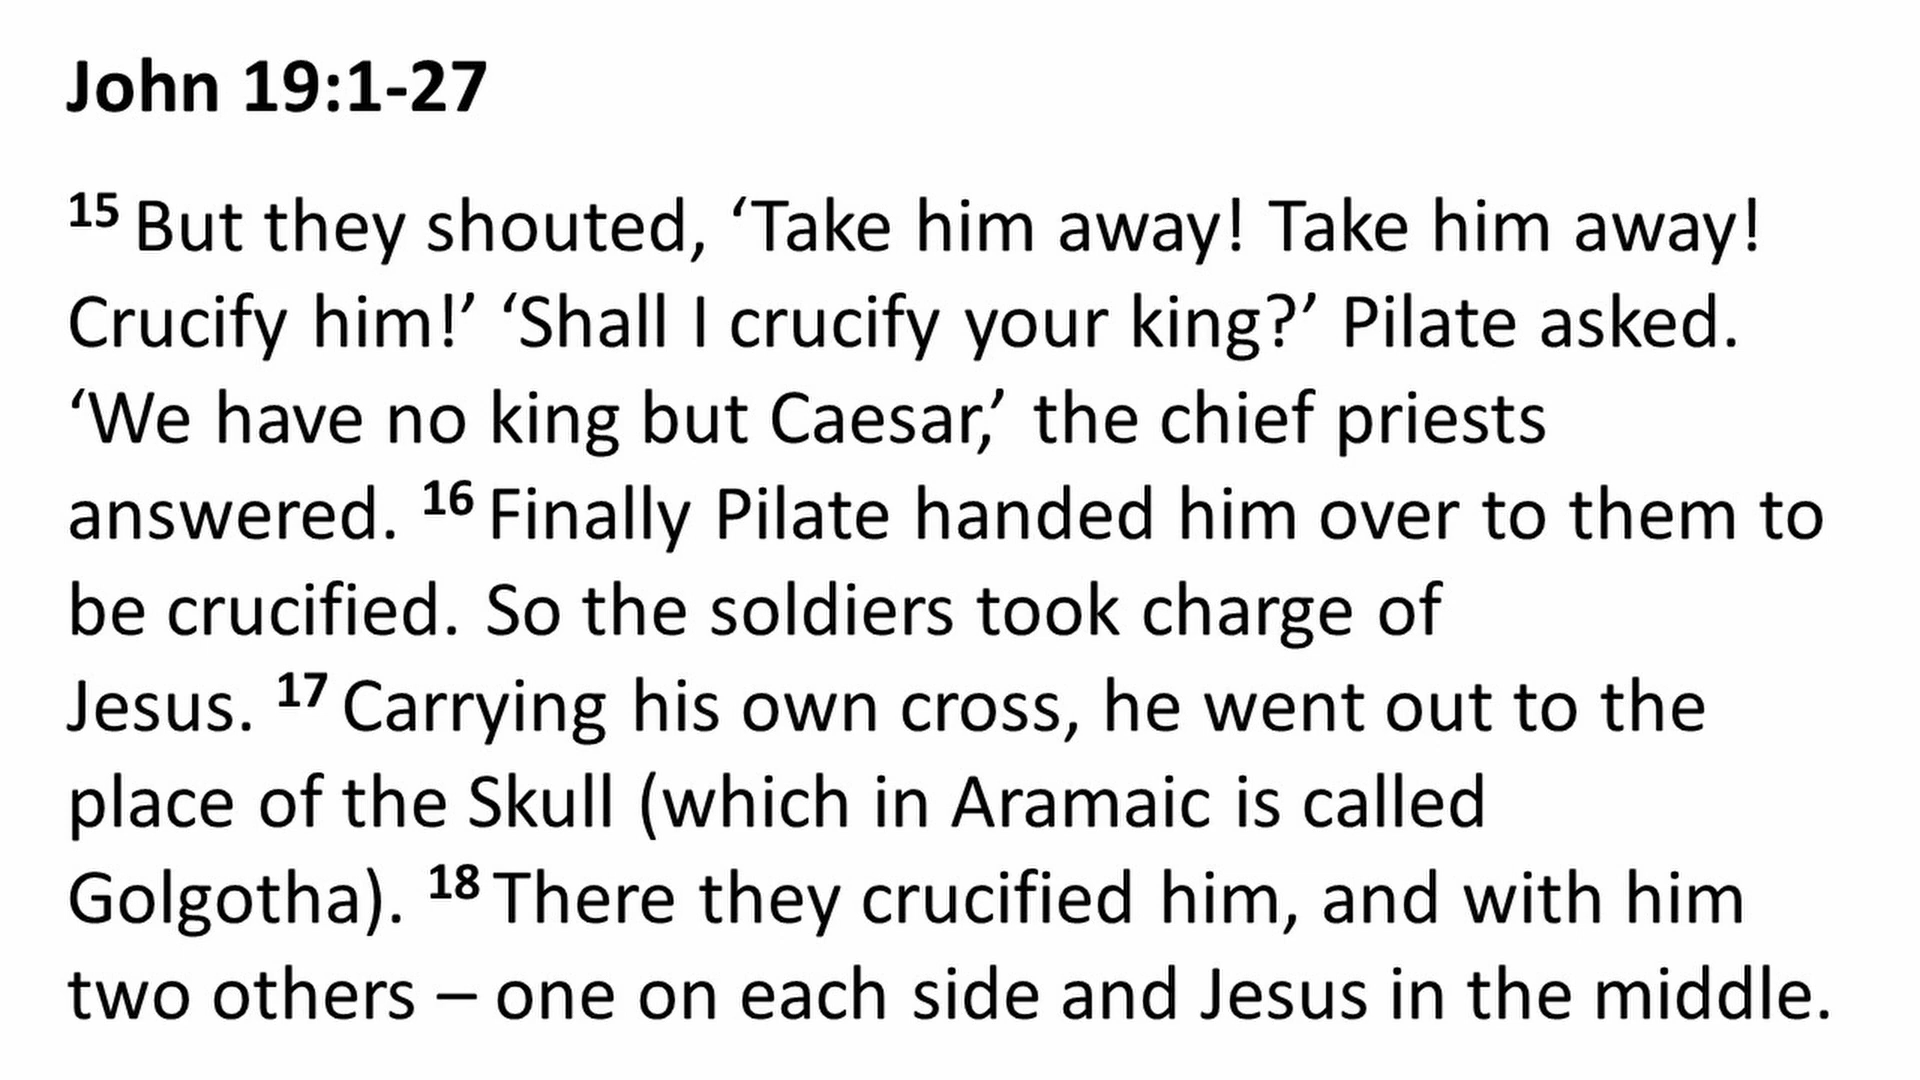 John 19:1-27
15 But they shouted, ‘Take him away! Take him away!
Crucify him!’ ‘Shall I crucify your king?’ Pilate asked.
‘We have no king but Caesar,’ the chief priests
answered. 16 Finally Pilate handed him over to them to
be crucified. So the soldiers took charge of
Jesus. 17 Carrying his own cross, he went out to the
place of the Skull (which in Aramaic is called
Golgotha). 18 There they crucified him, and with him
two others – one on each side and Jesus in the middle.